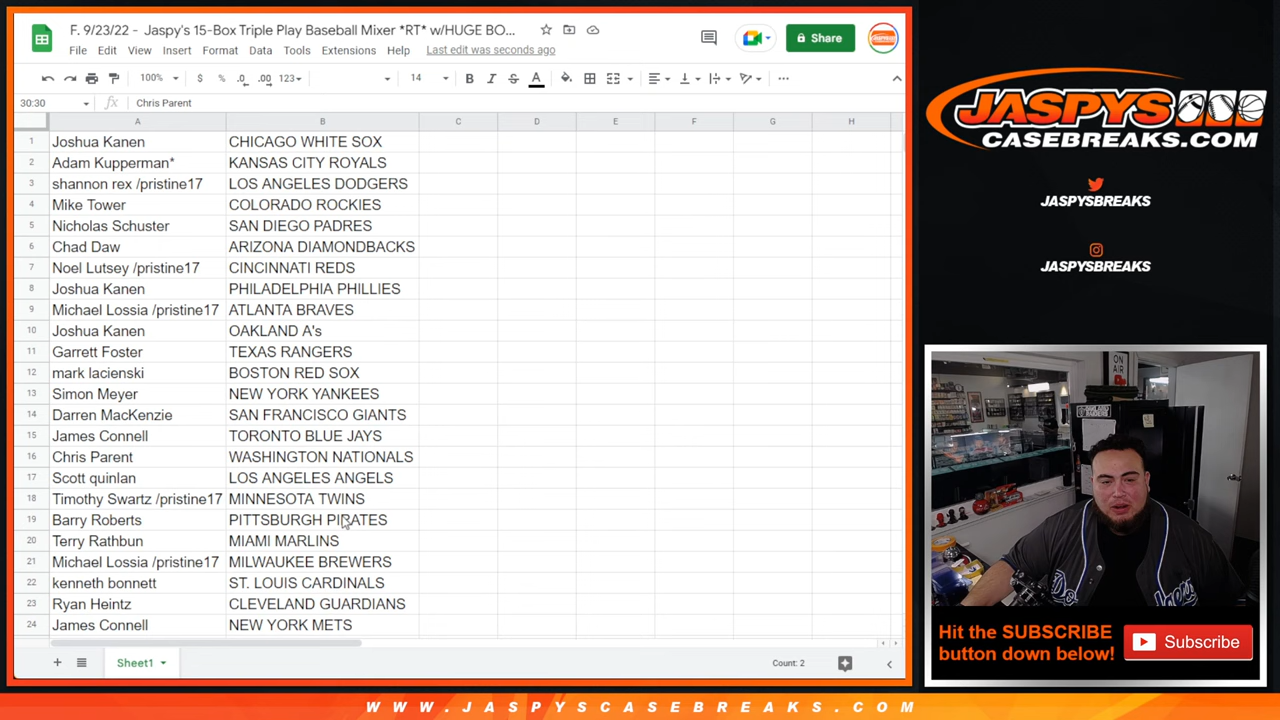 F. 9/23/22 - Jaspy's 15-Box Triple Play Baseball Mixer *RT* w/HUGE BO...
File Edit View Insert Format Data Tools Extensions Help Last edit was seconds ago
Share
100% $ % .0 .00 123 14 B I S A
30:30 fx Chris Parent
A B C D E F G H
1 Joshua Kanen CHICAGO WHITE SOX
2 Adam Kupperman* KANSAS CITY ROYALS
3 shannon rex /pristine17 LOS ANGELES DODGERS
4 Mike Tower COLORADO ROCKIES
5 Nicholas Schuster SAN DIEGO PADRES
6 Chad Daw ARIZONA DIAMONDBACKS
7 Noel Lutsey /pristine17 CINCINNATI REDS
8 Joshua Kanen PHILADELPHIA PHILLIES
9 Michael Lossia /pristine17 ATLANTA BRAVES
10 Joshua Kanen OAKLAND A's
11 Garrett Foster TEXAS RANGERS
12 mark lacienski BOSTON RED SOX
13 Simon Meyer NEW YORK YANKEES
14 Darren MacKenzie SAN FRANCISCO GIANTS
15 James Connell TORONTO BLUE JAYS
16 Chris Parent WASHINGTON NATIONALS
17 Scott quinlan LOS ANGELES ANGELS
18 Timothy Swartz /pristine17 MINNESOTA TWINS
19 Barry Roberts PITTSBURGH PIRATES
20 Terry Rathbun MIAMI MARLINS
21 Michael Lossia /pristine17 MILWAUKEE BREWERS
22 kenneth bonnett ST. LOUIS CARDINALS
23 Ryan Heintz CLEVELAND GUARDIANS
24 James Connell NEW YORK METS
Sheet1
Count: 2
JASPYS
CASEBREAKS.COM
JASPYSBREAKS
JASPYSBREAKS
ON
AIR
Hit the SUBSCRIBE
button down below!
Subscribe
WWW.JASPYSCASEBREAKS.COM